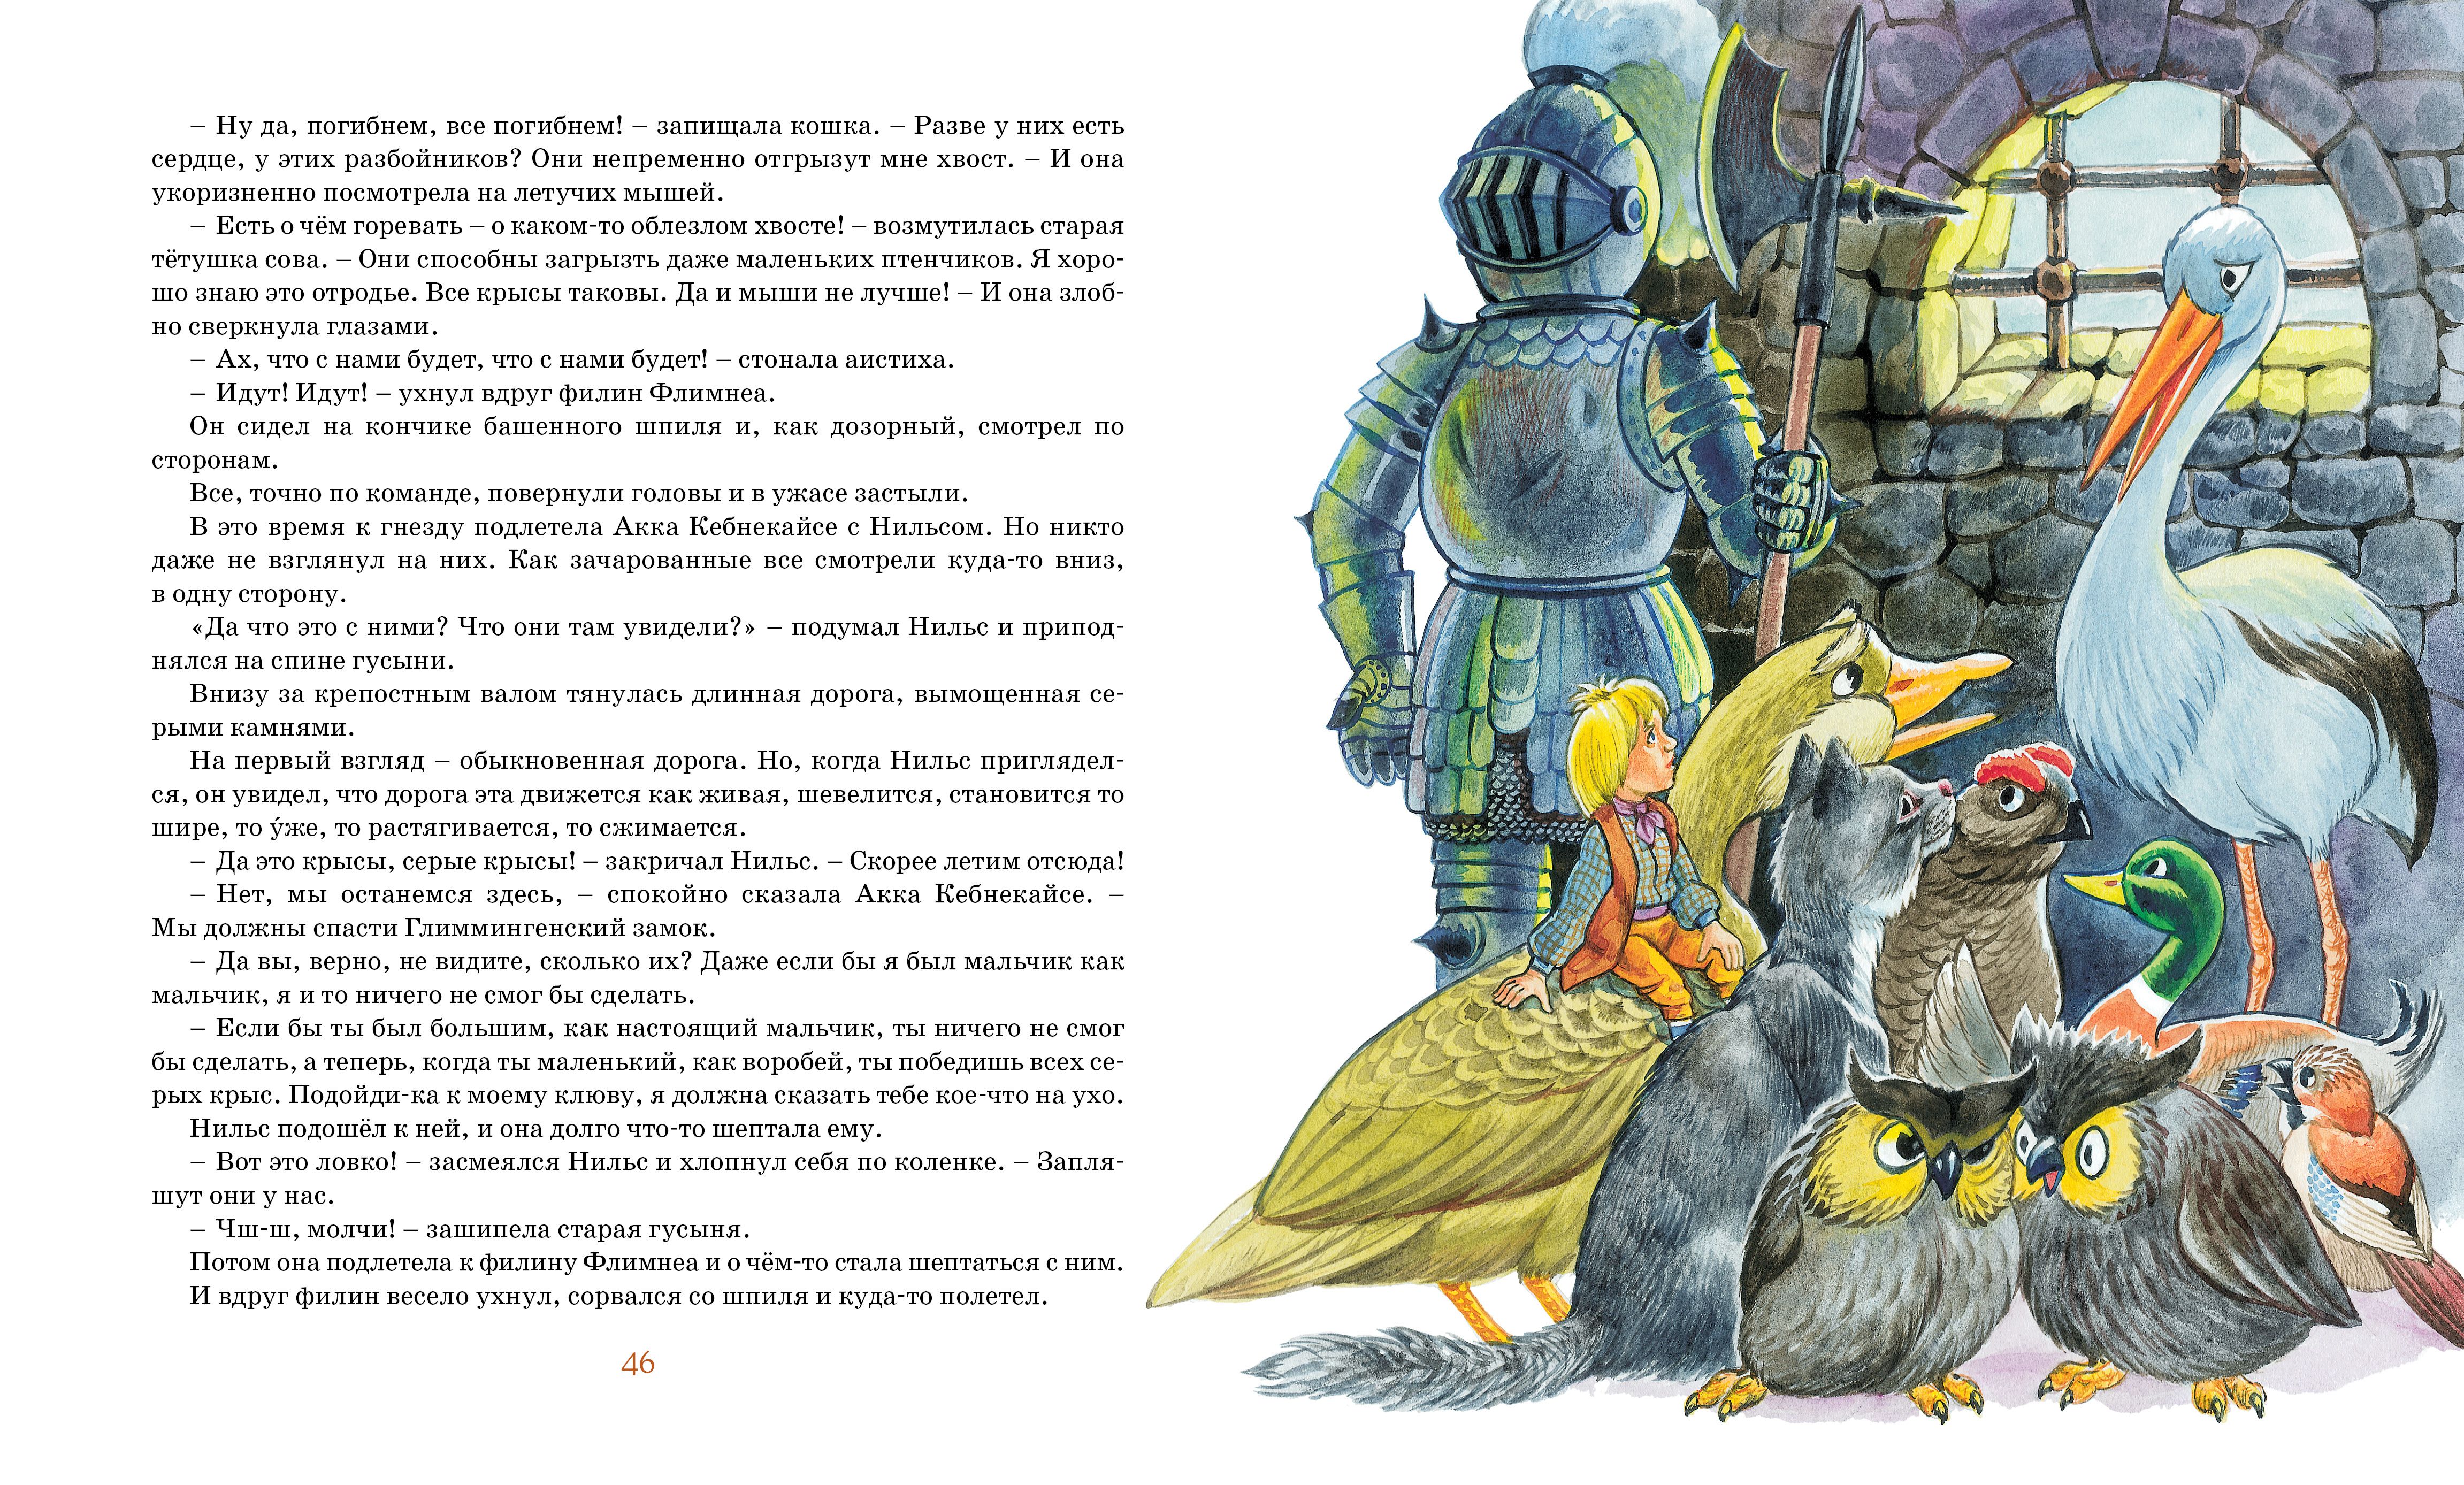 – Ну да, погибнем, все погибнем! – запищала кошка. – Разве у них есть
сердце, у этих разбойников? Они непременно отгрызут мне хвост. – И она
укоризненно посмотрела на летучих мышей.
– Есть о чём горевать – о каком-то облезлом хвосте! – возмутилась старая
тётушка сова. – Они способны загрызть даже маленьких птенчиков. Я хоро-
шо знаю это отродье. Все крысы таковы. Да и мыши не лучше! – И она злоб-
но сверкнула глазами.
– Ах, что с нами будет, что с нами будет! – стонала аистиха.
– Идут! Идут! – ухнул вдруг филин Флимнеа.
Он сидел на кончике башенного шпиля и, как дозорный, смотрел по
сторонам.
Все, точно по команде, повернули головы и в ужасе застыли.
В это время к гнезду подлетела Акка Кебнекайсе с Нильсом. Но никто
даже не взглянул на них. Как зачарованные все смотрели куда-то вниз,
в одну сторону.
«Да что это с ними? Что они там увидели?» – подумал Нильс и припод-
нялся на спине гусыни.
Внизу за крепостным валом тянулась длинная дорога, вымощенная се-
рыми камнями.
На первый взгляд – обыкновенная дорога. Но, когда Нильс пригляdel-
ся, он увидел, что дорога эта движется как живая, шевелится, становится то
шире, то у́же, то растягивается, то сжимается.
– Да это крысы, серые крысы! – закричал Нильс. – Скорее летим отсюда!
– Нет, мы останемся здесь, – спокойно сказала Акка Кебнекайсе. –
Мы должны спасти Глиммингенский замок.
– Да вы, верно, не видите, сколько их? Даже если бы я был мальчик как
мальчик, я и то ничего не смог бы сделать.
– Если бы ты был большим, как настоящий мальчик, ты ничего не смог
бы сделать, а теперь, когда ты маленький, как воробей, ты победишь всех се-
рых крыс. Подойди-ка к моему клюву, я должна сказать тебе кое-что на ухо.
Нильс подошёл к ней, и она долго что-то шептала ему.
– Вот это ловко! – засмеялся Нильс и хлопнул себя по коленке. – Запля-
шут они у нас.
– Чш-ш, молчи! – зашипела старая гусыня.
Потом она подлетела к филину Флимнеа и о чём-то стала шептаться с ним.
И вдруг филин весело ухнул, сорвался со шпиля и куда-то полетел.
46